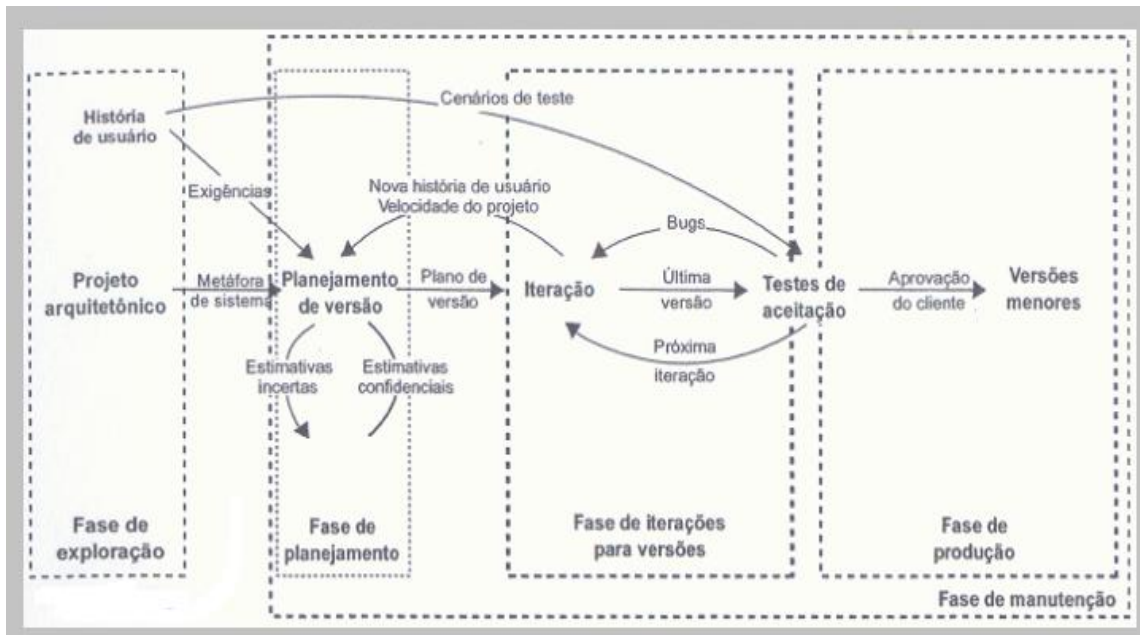 História
de usuário
Cenários de teste
Exigências
Nova história de usuário
Velocidade do projeto
Bugs
Projeto
arquitetônico
Metáfora
de sistema
Planejamento
de versão
Plano de
versão
Iteração
Última
versão
Testes de
aceitação
Aprovação
do cliente
Versões
menores
Próxima
iteração
Estimativas
incertas
Estimativas
confidenciais
Fase de
exploração
Fase de
planejamento
Fase de iterações
para versões
Fase de
produção
Fase de manutenção